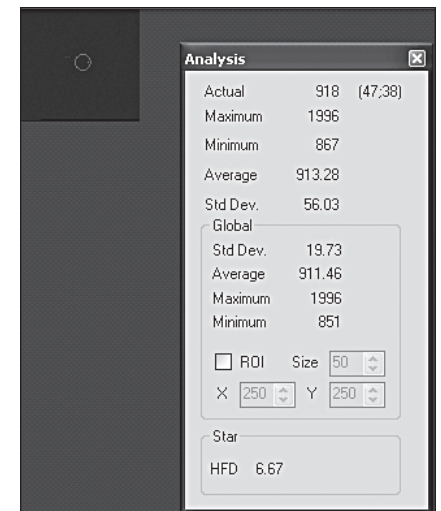 Analysis
Actual 918 (47;38)
Maximum 1996
Minimum 867
Average 913.28
Std Dev. 56.03
Global
Std Dev. 19.73
Average 911.46
Maximum 1996
Minimum 851
ROI Size 50
X 250 Y 250
Star
HFD 6.67